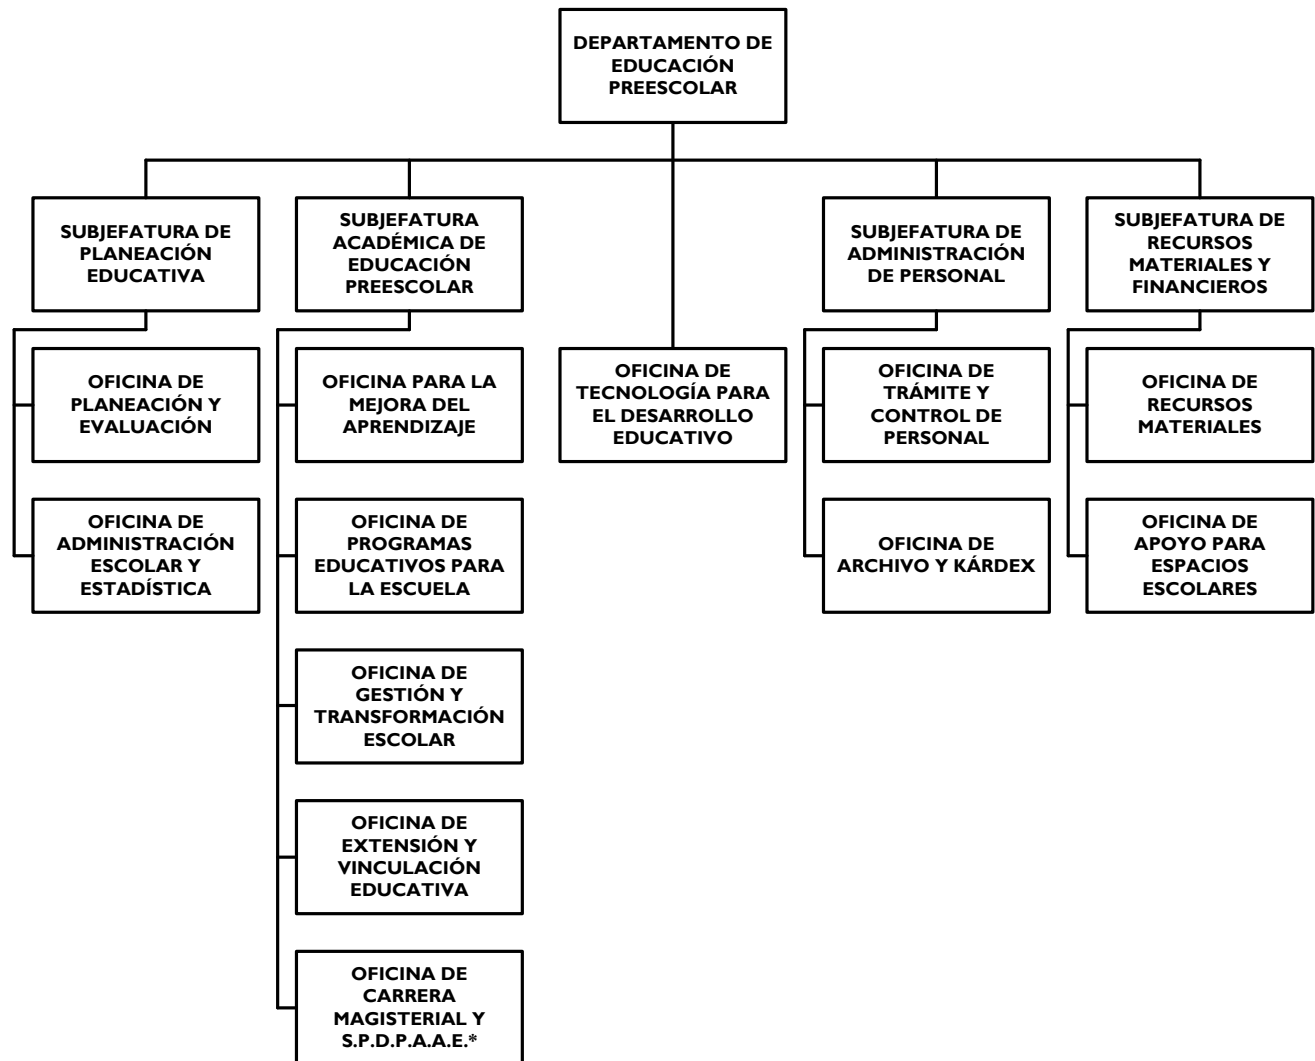 DEPARTAMENTO DE
EDUCACIÓN
PREESCOLAR
SUBJEFATURA DE
PLANEACIÓN
EDUCATIVA
SUBJEFATURA
ACADÉMICA DE
EDUCACIÓN
PREESCOLAR
SUBJEFATURA DE
ADMINISTRACIÓN
DE PERSONAL
SUBJEFATURA DE
RECURSOS
MATERIALES Y
FINANCIEROS
OFICINA DE
PLANEACIÓN Y
EVALUACIÓN
OFICINA PARA LA
MEJORA DEL
APRENDIZAJE
OFICINA DE
TECNOLOGÍA PARA
EL DESARROLLO
EDUCATIVO
OFICINA DE
TRÁMITE Y
CONTROL DE
PERSONAL
OFICINA DE
RECURSOS
MATERIALES
OFICINA DE
ADMINISTRACIÓN
ESCOLAR Y
ESTADÍSTICA
OFICINA DE
PROGRAMAS
EDUCATIVOS PARA
LA ESCUELA
OFICINA DE
ARCHIVO Y KÁRDEX
OFICINA DE
APOYO PARA
ESPACIOS
ESCOLARES
OFICINA DE
GESTIÓN Y
TRANSFORMACIÓN
ESCOLAR
OFICINA DE
EXTENSIÓN Y
VINCULACIÓN
EDUCATIVA
OFICINA DE
CARRERA
MAGISTERIAL Y
S.P.D.P.A.A.E.*